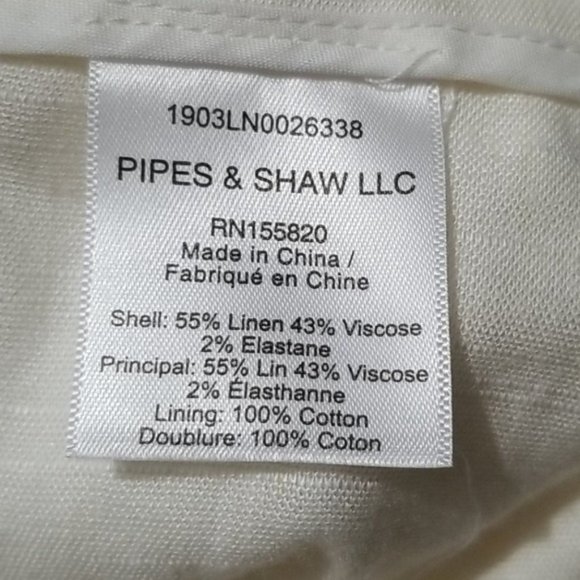 1903LN0026338
PIPES & SHAW LLC
RN155820
Made in China /
Fabriqué en Chine
Shell: 55% Linen 43% Viscose
2% Elastane
Principal: 55% Lin 43% Viscose
2% Élasthanne
Lining: 100% Cotton
Doublure: 100% Coton